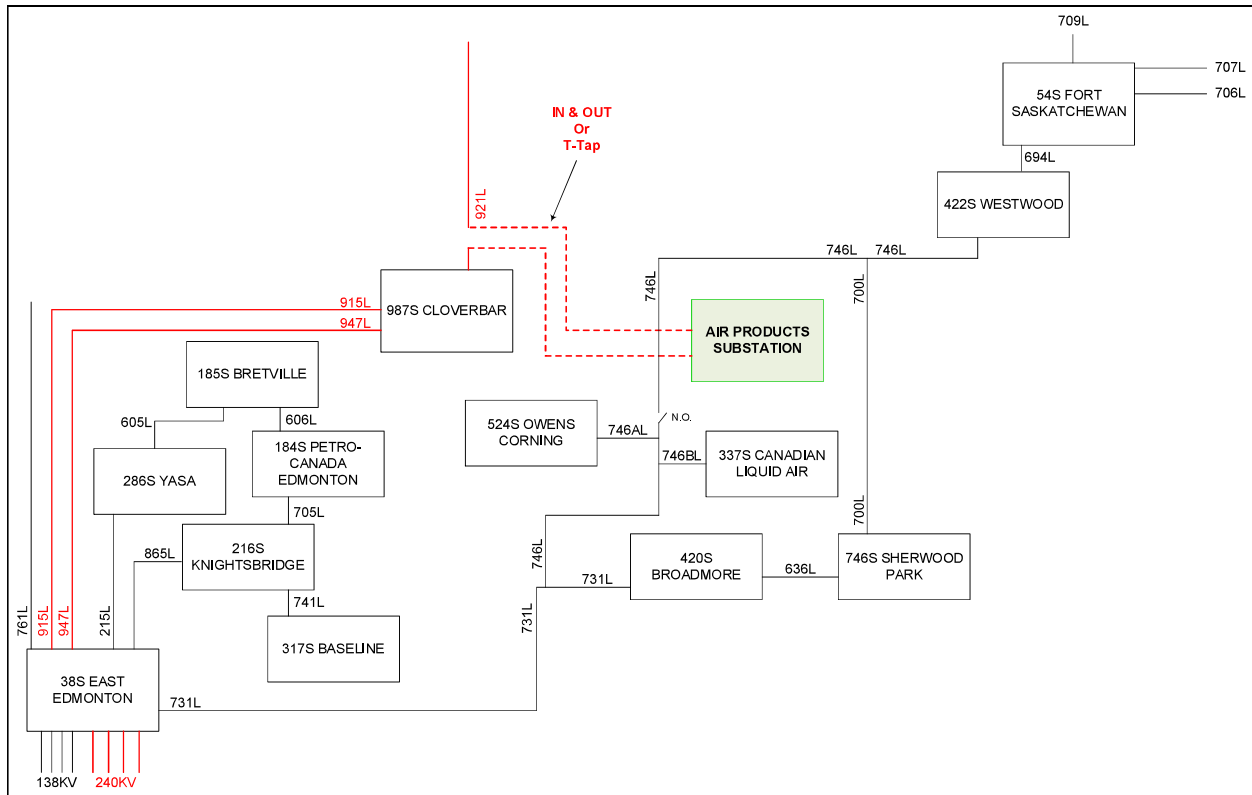 709L
707L
54S FORT
SASKATCHEWAN
706L
IN & OUT
Or
T-Tap
694L
921L
422S WESTWOOD
746L
746L
746L
700L
915L
987S CLOVERBAR
947L
AIR PRODUCTS
SUBSTATION
185S BRETVILLE
605L
606L
N.O.
524S OWENS
CORNING
746AL
184S PETRO-
CANADA
EDMONTON
746BL
337S CANADIAN
LIQUID AIR
286S YASA
705L
700L
865L
216S
KNIGHTSBRIDGE
746L
420S
BROADMORE
731L
636L
746S SHERWOOD
PARK
761L
915L
947L
215L
741L
731L
317S BASELINE
38S EAST
EDMONTON
731L
138KV
240KV